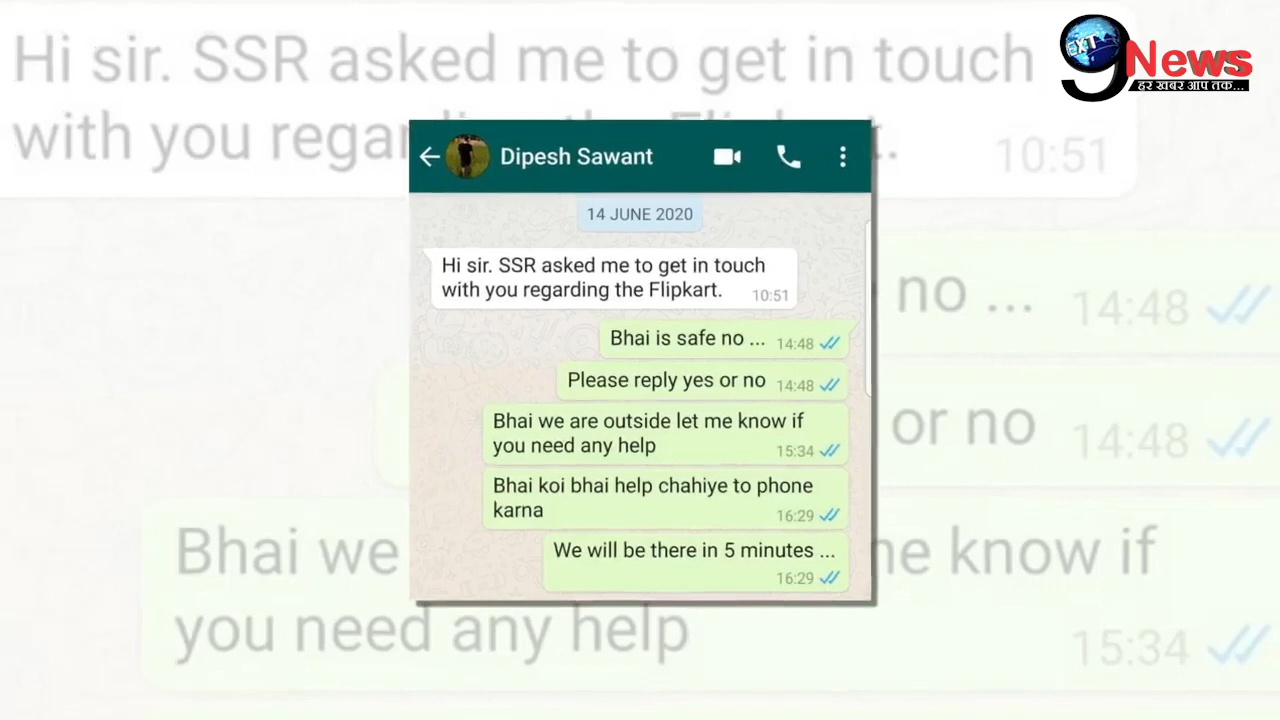 Hi sir. SSR asked me to get in touch
with you regarding the Flipkart.
10:51
EXT
9News
हर खबर आप तक...
Dipesh Sawant
14 JUNE 2020
Hi sir. SSR asked me to get in touch
with you regarding the Flipkart. 10:51
Bhai is safe no ... 14:48
Please reply yes or no 14:48
Bhai we are outside let me know if
you need any help 15:34
Bhai koi bhai help chahiye to phone
karna 16:29
We will be there in 5 minutes ...
16:29
no ... 14:48
or no 14:48
Bhai we
me know if
you need any help 15:34